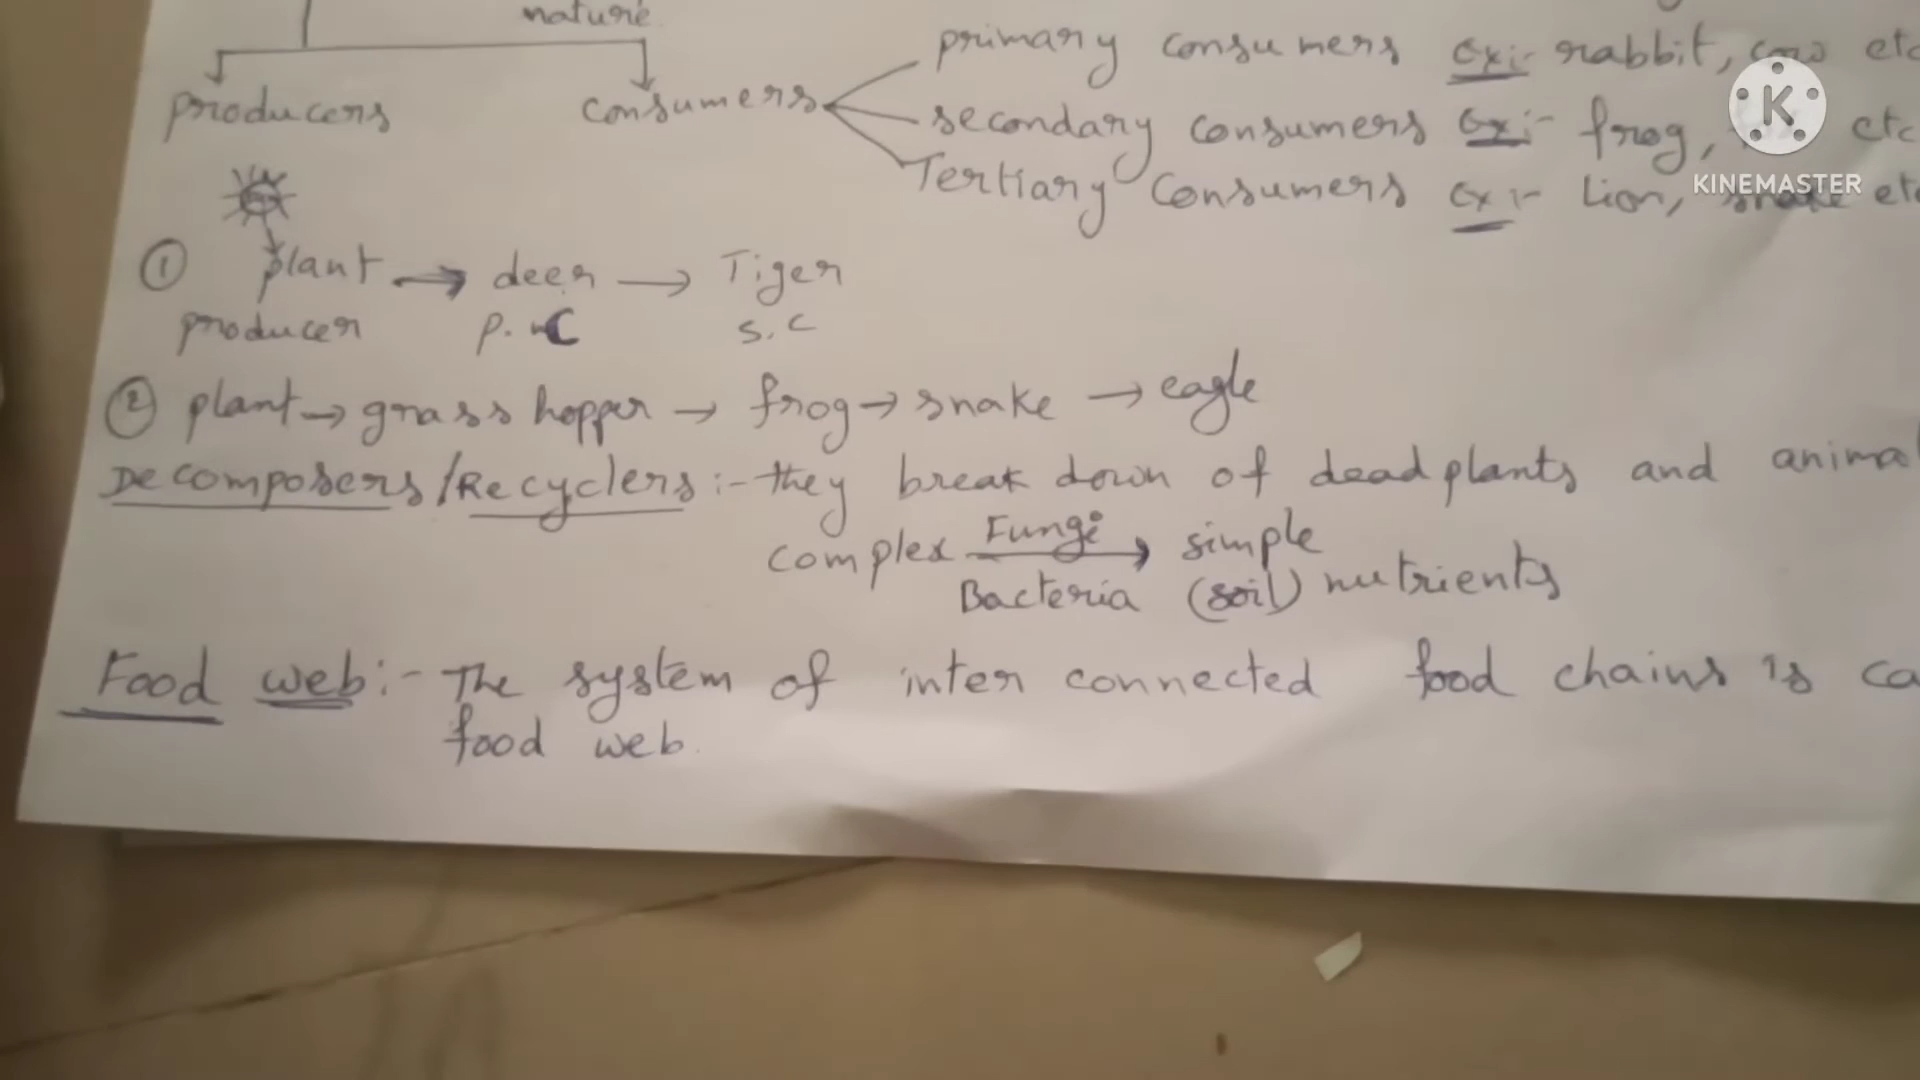 nature
producers consumers primary consumers Ex:- rabbit, cow etc
secondary consumers Ex:- frog, etc
Tertiary consumers Ex:- Lion, snake etc
KINEMASTER
① plant → deer → Tiger
producer P. C S. C
② plant → grass hopper → frog → snake → eagle
Decomposers/Recyclers:- they break down of dead plants and animal
complex Fungi → simple
Bacteria (soil) nutrients
Food web:- The system of inter connected food chains is ca
food web.